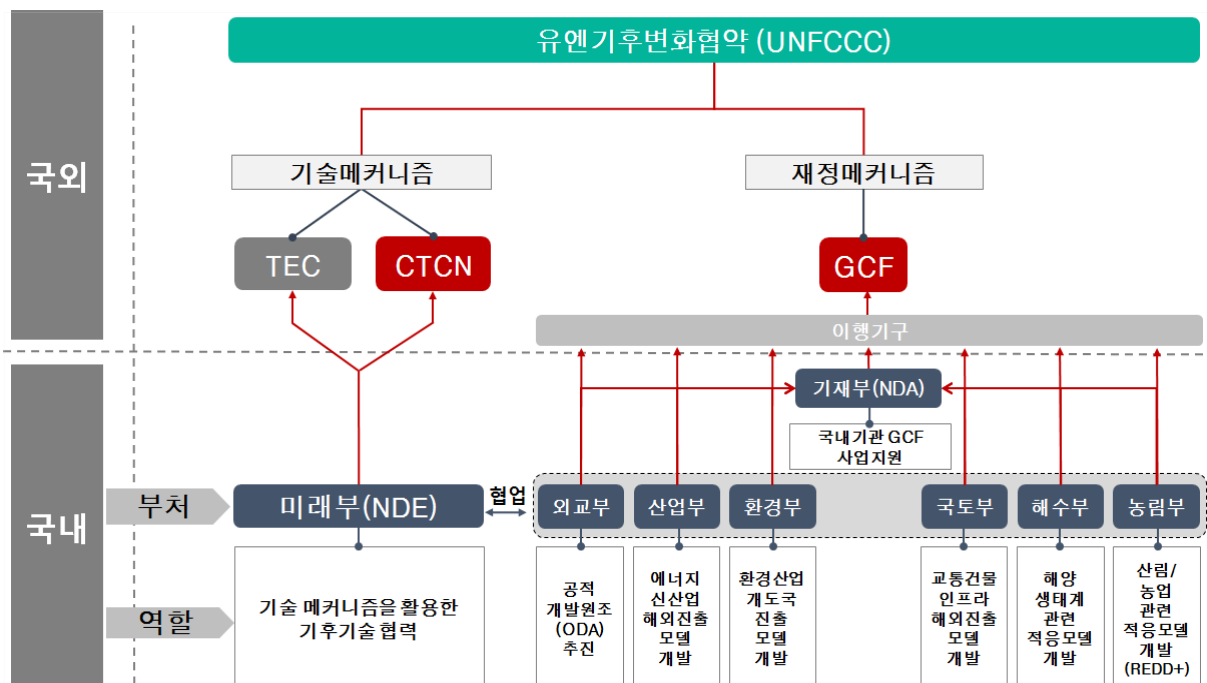 유엔기후변화협약 (UNFCCC)
국외
기술메커니즘
재정메커니즘
TEC
CTCN
GCF
이행기구
기재부(NDA)
국내기관 GCF
사업지원
국내
부처
미래부(NDE)
협업
외교부
산업부
환경부
국토부
해수부
농림부
역할
기술 메커니즘을 활용한
기후기술 협력
공적
개발원조
(ODA)
추진
에너지
신산업
해외진출
모델
개발
환경산업
개도국
진출
모델
개발
교통건물
인프라
해외진출
모델
개발
해양
생태계
관련
적응모델
개발
산림/
농업
관련
적응모델
개발
(REDD+)